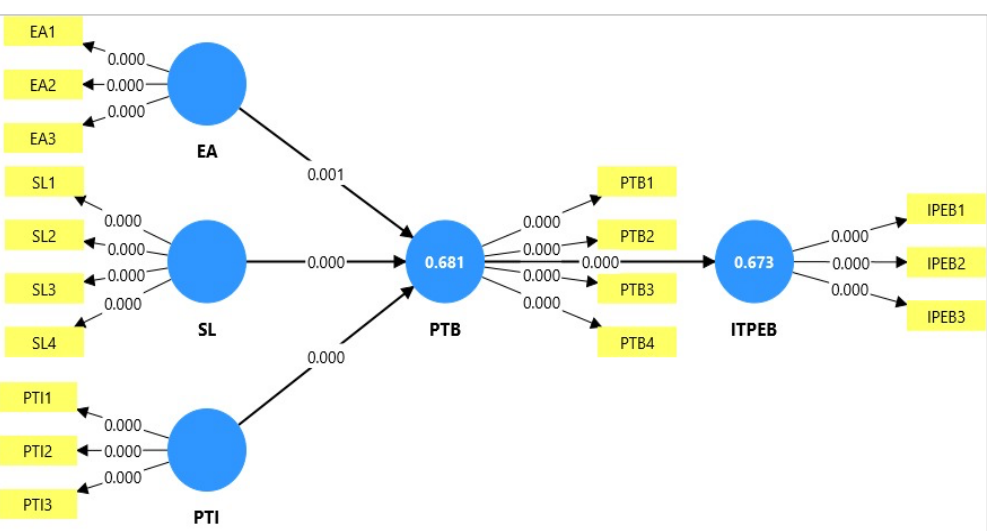 EA1
0.000
EA2
0.000
0.000
EA3
EA
0.001
SL1
0.000
SL2
0.000
0.000
SL3
0.000
SL4
SL
0.000
PTI1
0.000
PTI2
0.000
0.000
PTI3
PTI
0.000
0.681
PTB
PTB1
0.000
PTB2
0.000
0.000
0.000
PTB3
0.000
PTB4
0.673
ITPEB
IPEB1
0.000
IPEB2
0.000
0.000
IPEB3